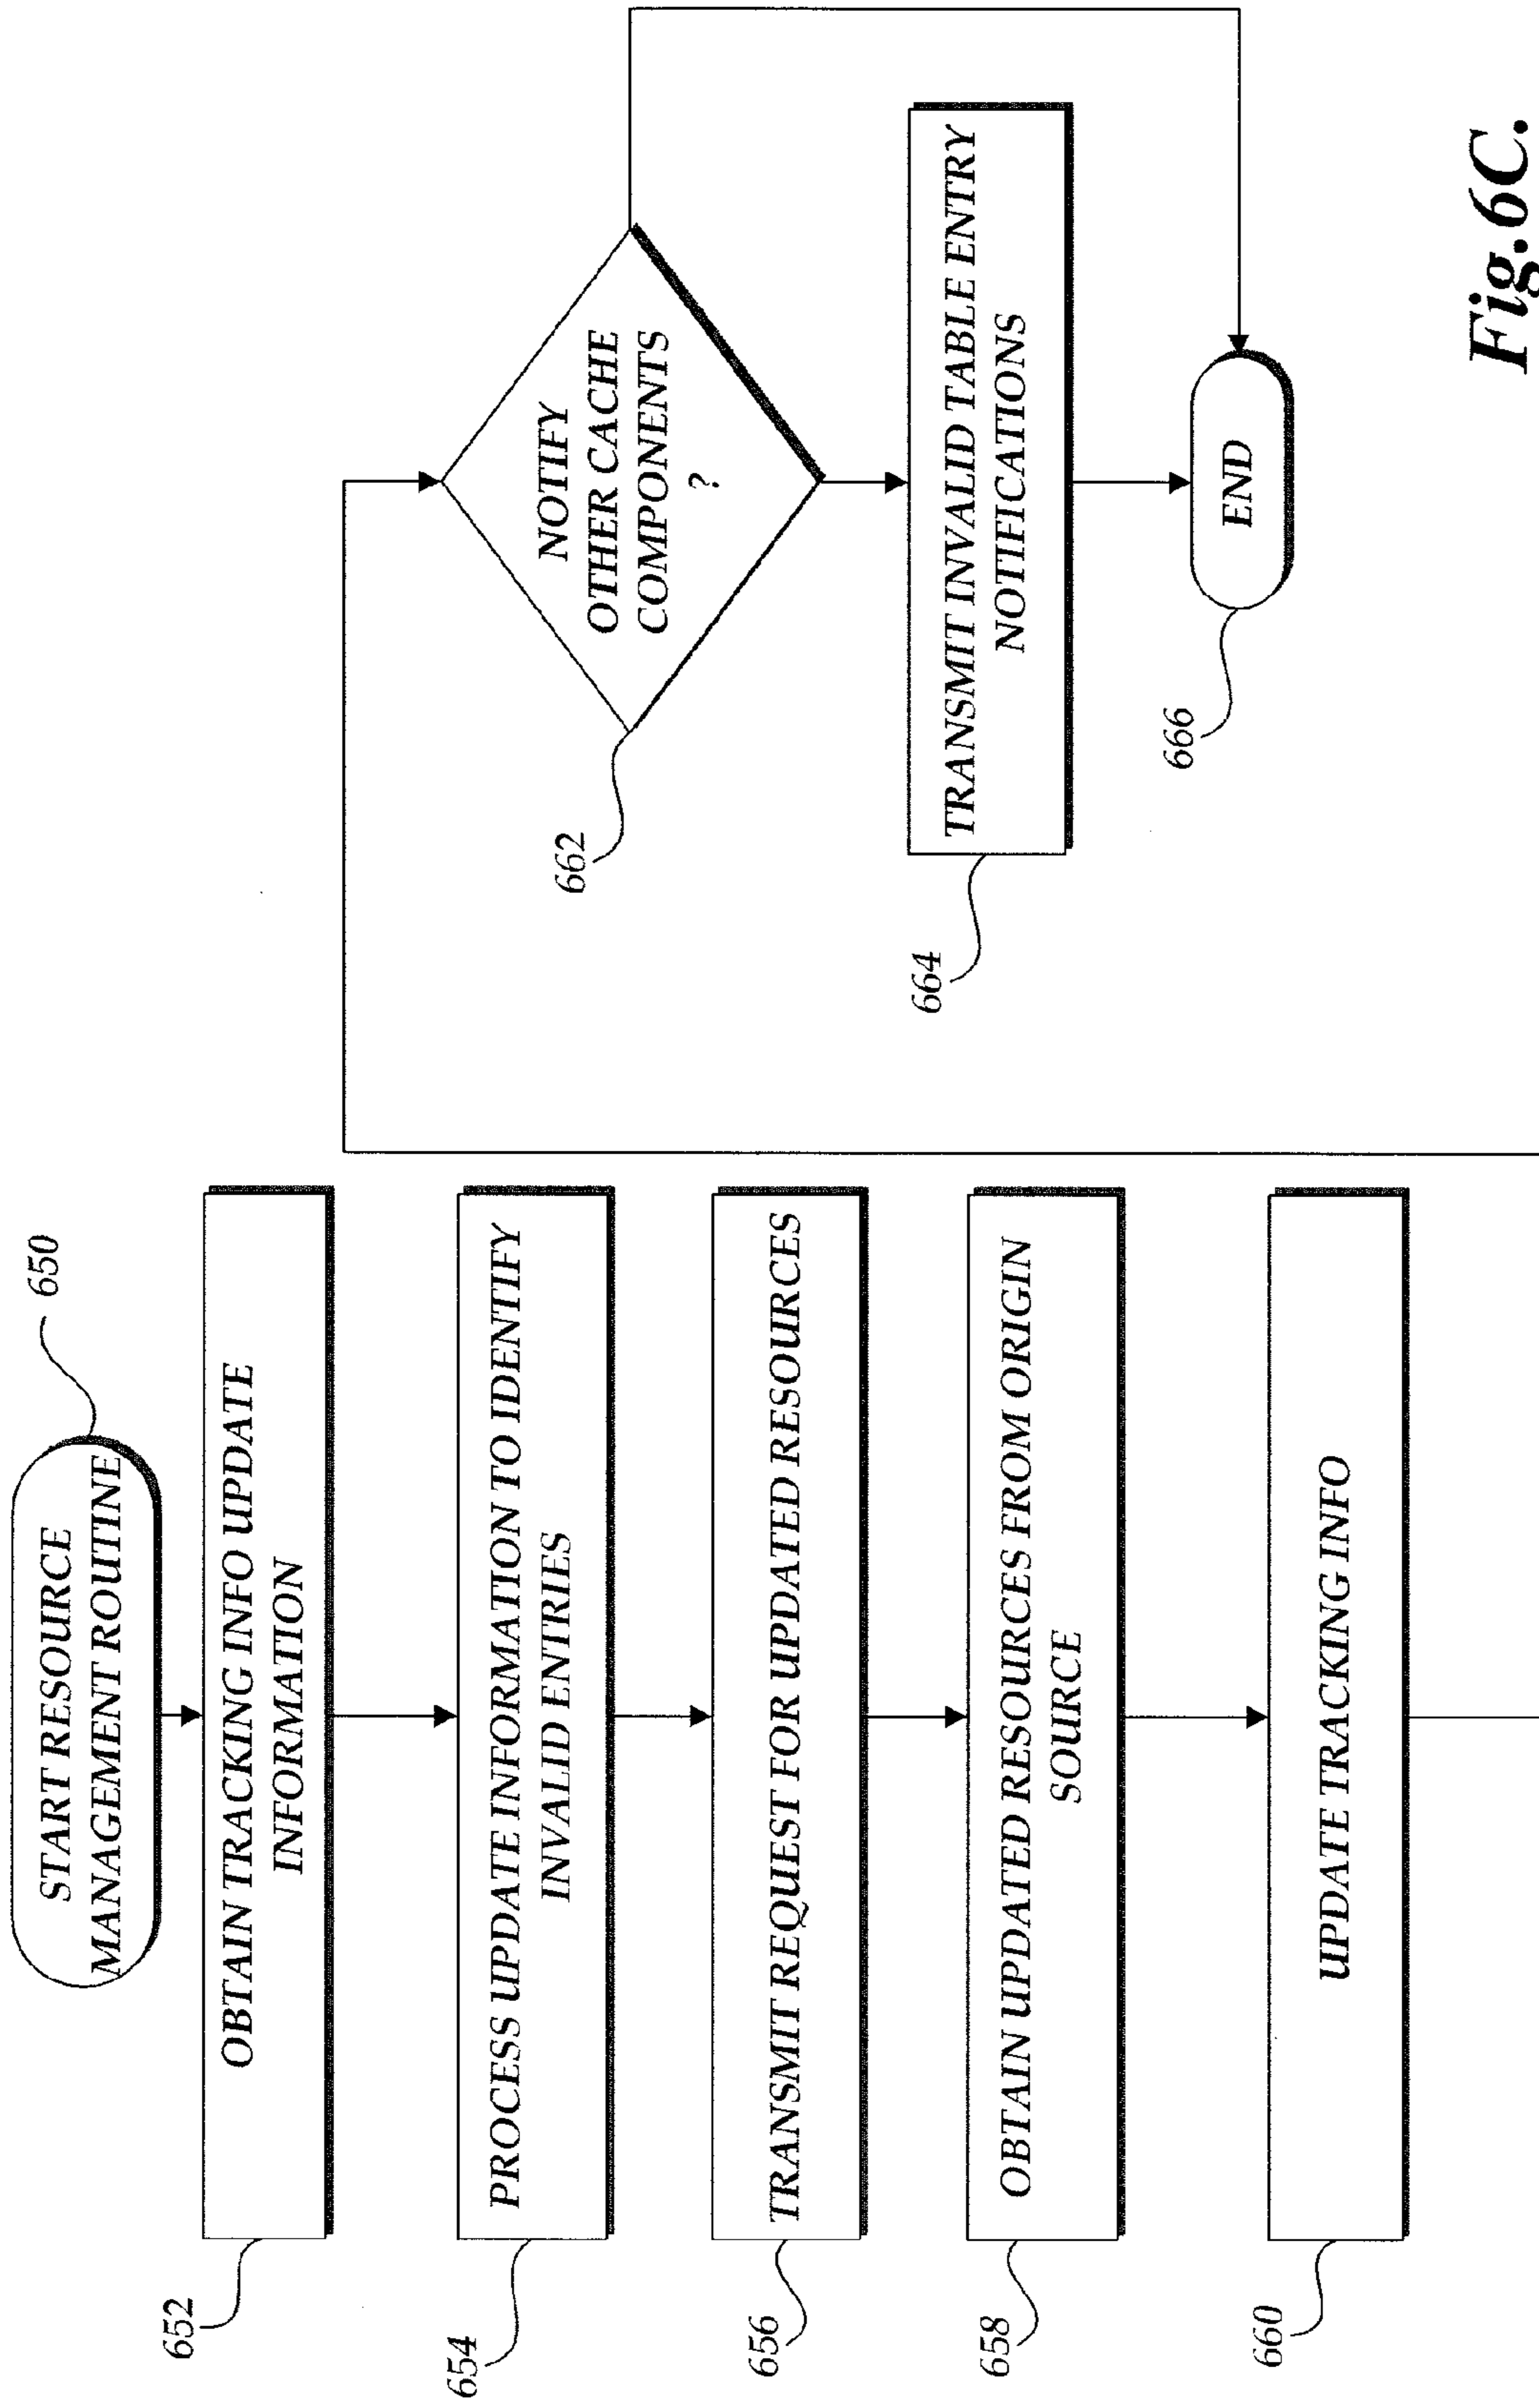 START RESOURCE
MANAGEMENT ROUTINE
650
OBTAIN TRACKING INFO UPDATE
INFORMATION
652
PROCESS UPDATE INFORMATION TO IDENTIFY
INVALID ENTRIES
654
TRANSMIT REQUEST FOR UPDATED RESOURCES
656
OBTAIN UPDATED RESOURCES FROM ORIGIN
SOURCE
658
UPDATE TRACKING INFO
660
NOTIFY
OTHER CACHE
COMPONENTS
?
662
TRANSMIT INVALID TABLE ENTRY
NOTIFICATIONS
664
END
666
Fig.6C.